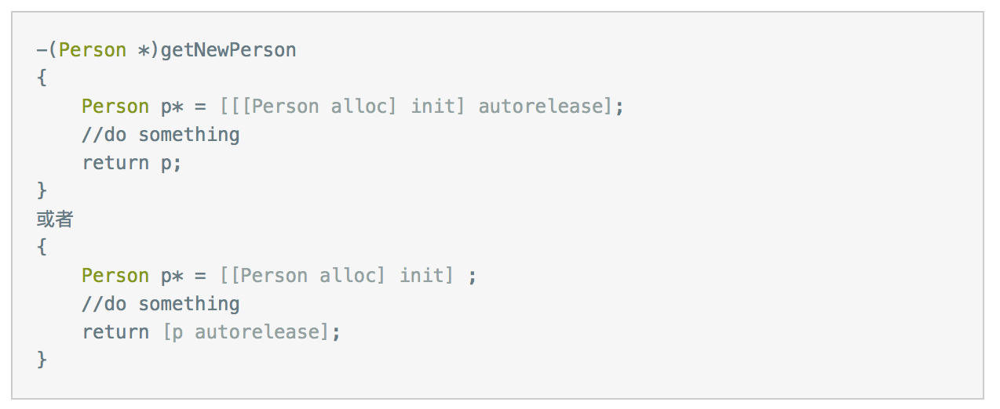 -(Person *)getNewPerson
{
    Person p* = [[[Person alloc] init] autorelease];
    //do something
    return p;
}
或者
{
    Person p* = [[Person alloc] init] ;
    //do something
    return [p autorelease];
}